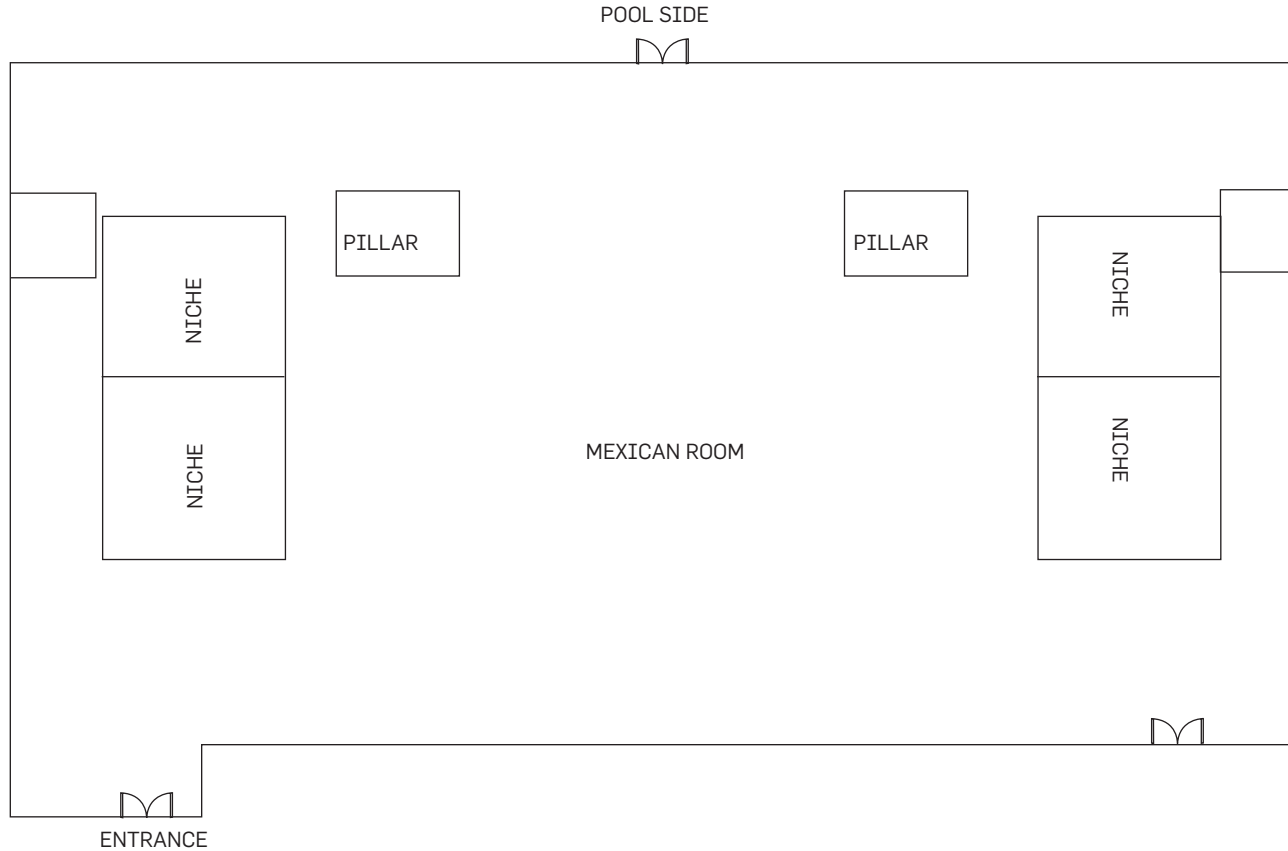 POOL SIDE
PILLAR
PILLAR
NICHE
NICHE
NICHE
NICHE
MEXICAN ROOM
ENTRANCE